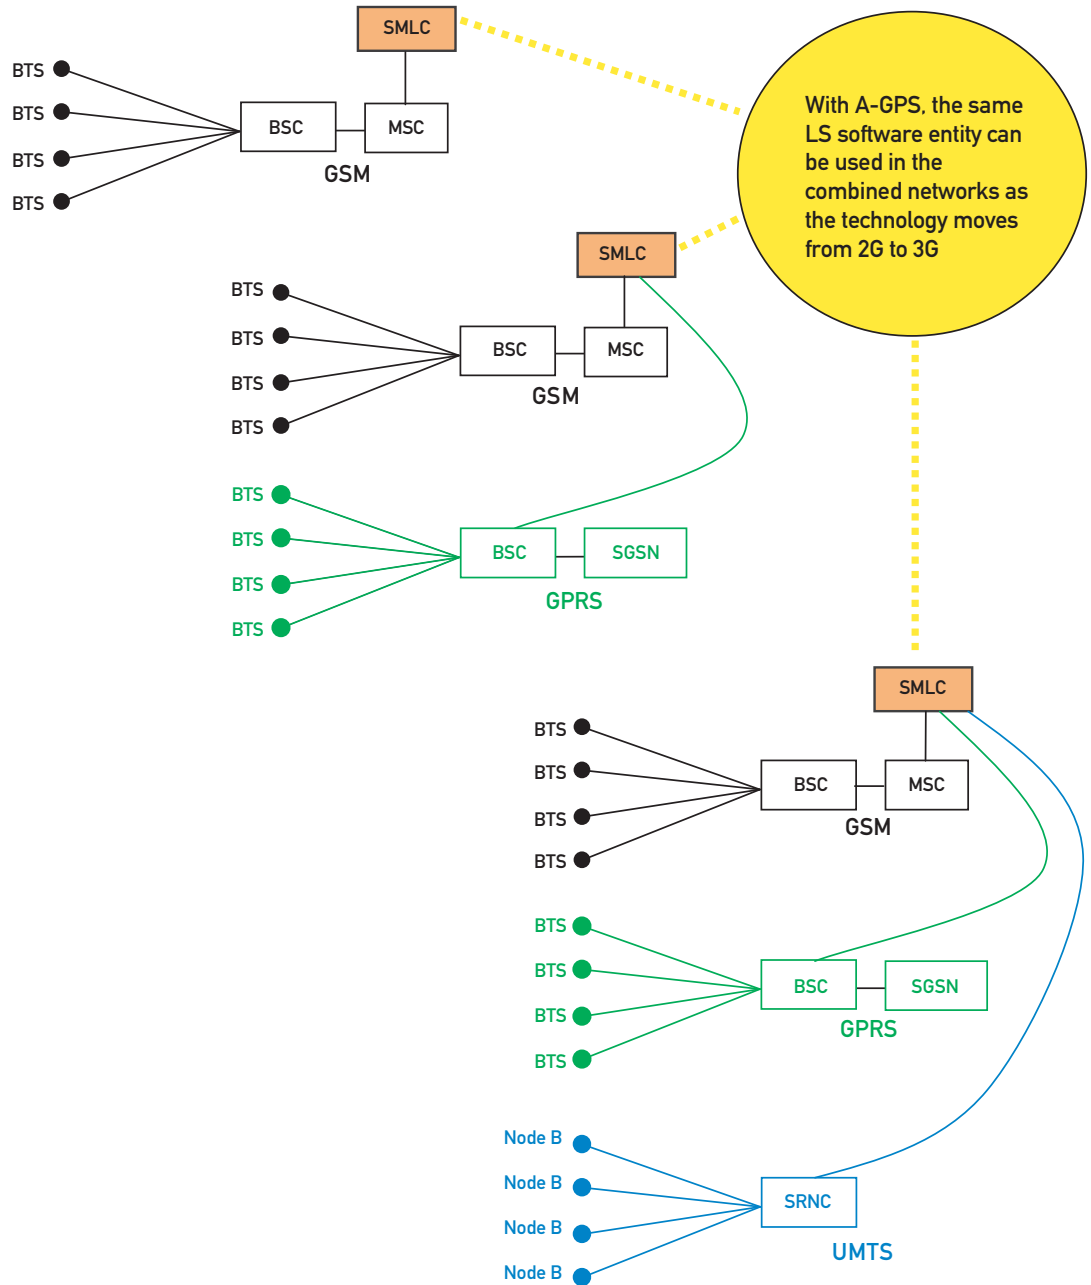 SMLC
BTS
BTS
BTS
BTS
BSC
MSC
GSM
With A-GPS, the same
LS software entity can
be used in the
combined networks as
the technology moves
from 2G to 3G
SMLC
BTS
BTS
BTS
BTS
BSC
MSC
GSM
BTS
BTS
BTS
BTS
BSC
SGSN
GPRS
SMLC
BTS
BTS
BTS
BTS
BSC
MSC
GSM
BTS
BTS
BTS
BTS
BSC
SGSN
GPRS
Node B
Node B
Node B
Node B
SRNC
UMTS